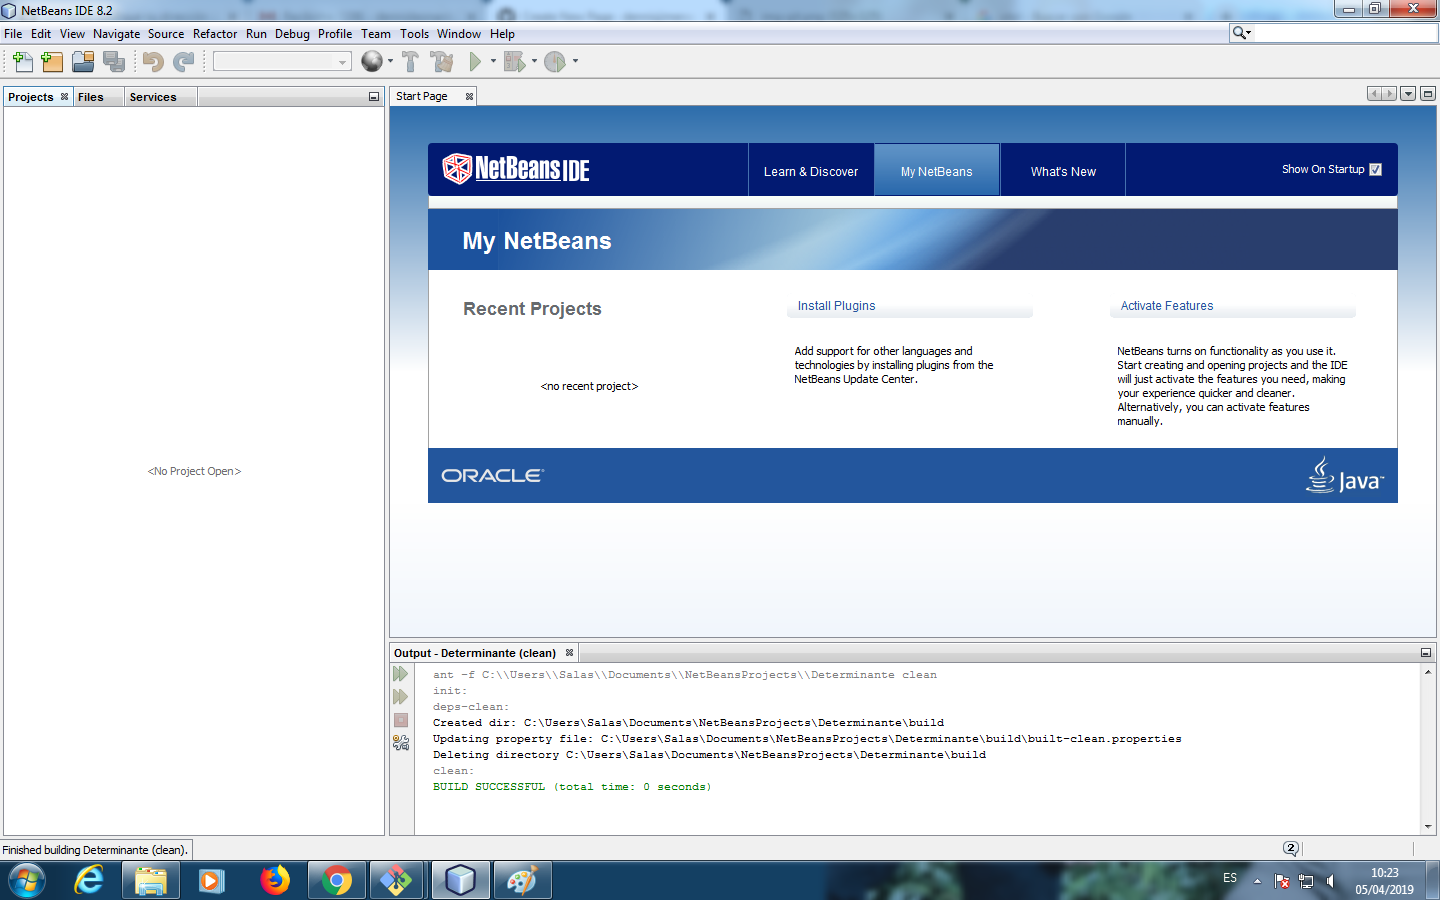 NetBeans IDE 8.2
File Edit View Navigate Source Refactor Run Debug Profile Team Tools Window Help
Projects Files Services
Start Page
NetBeans IDE
Learn & Discover
My NetBeans
What's New
Show On Startup
My NetBeans
Recent Projects
<no recent project>
Install Plugins
Add support for other languages and
technologies by installing plugins from the
NetBeans Update Center.
Activate Features
NetBeans turns on functionality as you use it.
Start creating and opening projects and the IDE
will just activate the features you need, making
your experience quicker and cleaner.
Alternatively, you can activate features
manually.
<No Project Open>
ORACLE
Java™
Output - Determinante (clean)
ant -f C:\\Users\\Salas\\Documents\\NetBeansProjects\\Determinante clean
init:
deps-clean:
Created dir: C:\Users\Salas\Documents\NetBeansProjects\Determinante\build
Updating property file: C:\Users\Salas\Documents\NetBeansProjects\Determinante\build\built-clean.properties
Deleting directory C:\Users\Salas\Documents\NetBeansProjects\Determinante\build
clean:
BUILD SUCCESSFUL (total time: 0 seconds)
Finished building Determinante (clean).
2
ES
10:23
05/04/2019